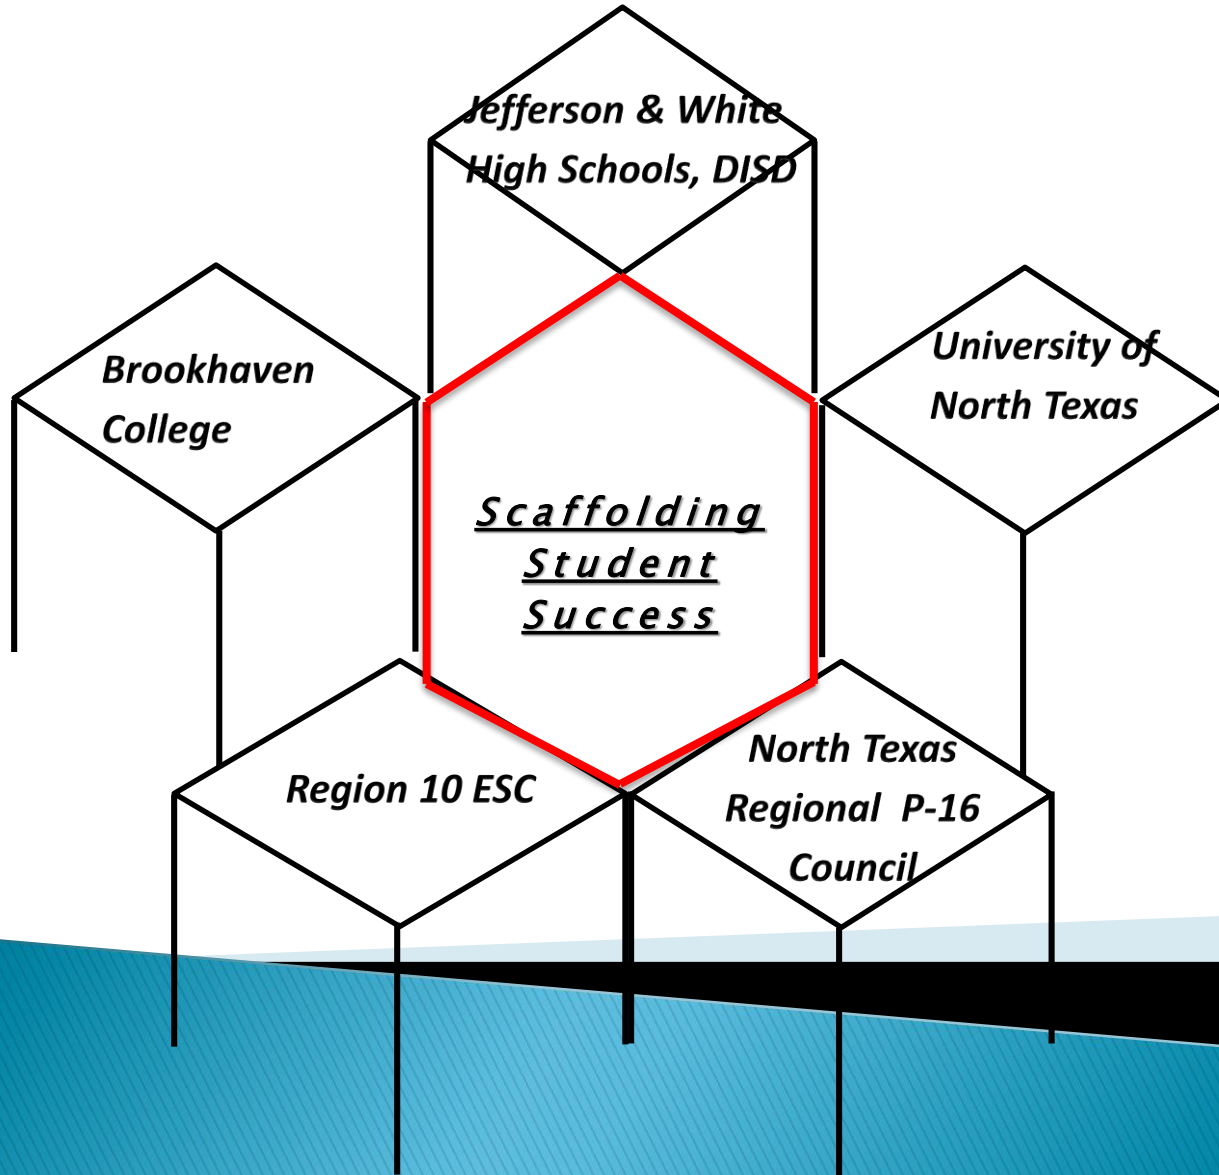 Jefferson & White
High Schools, DISD
Brookhaven
College
University of
North Texas
Scaffolding
Student
Success
Region 10 ESC
North Texas
Regional P-16
Council